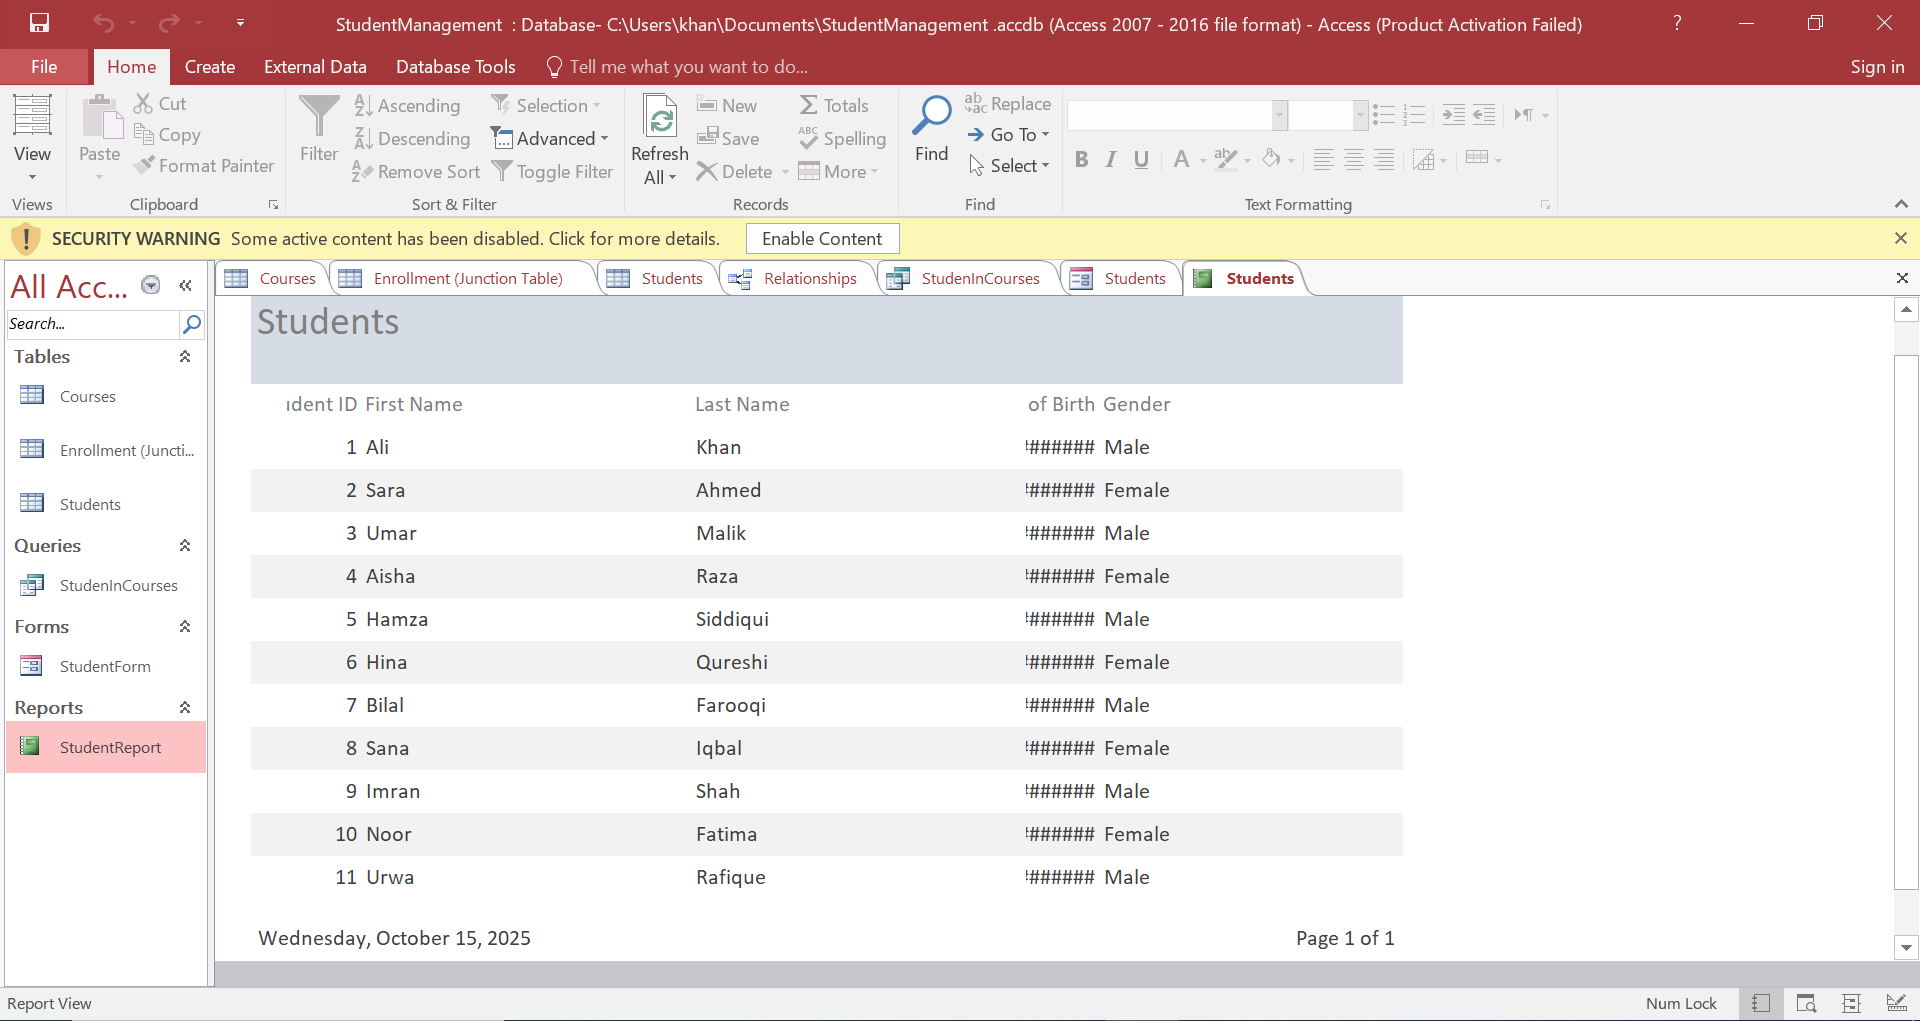 StudentManagement : Database- C:\Users\khan\Documents\StudentManagement .accdb (Access 2007 - 2016 file format) - Access (Product Activation Failed)
?
File Home Create External Data Database Tools Tell me what you want to do... Sign in
View
Views
Paste
Cut
Copy
Format Painter
Clipboard
Filter
Ascending
Descending
Remove Sort
Selection
Advanced
Toggle Filter
Sort & Filter
Refresh
All
New
Save
Delete
Totals
Spelling
More
Records
Find
Replace
Go To
Select
Find
B I U A
Text Formatting
SECURITY WARNING Some active content has been disabled. Click for more details. Enable Content
All Acc...
Search...
Tables
Courses
Enrollment (Juncti...
Students
Queries
StudenInCourses
Forms
StudentForm
Reports
StudentReport
Courses Enrollment (Junction Table) Students Relationships StudenInCourses Students Students
Students
dent ID First Name Last Name of Birth Gender
1 Ali Khan ####### Male
2 Sara Ahmed ####### Female
3 Umar Malik ####### Male
4 Aisha Raza ####### Female
5 Hamza Siddiqui ####### Male
6 Hina Qureshi ####### Female
7 Bilal Farooqi ####### Male
8 Sana Iqbal ####### Female
9 Imran Shah ####### Male
10 Noor Fatima ####### Female
11 Urwa Rafique ####### Male
Wednesday, October 15, 2025 Page 1 of 1
Report View Num Lock